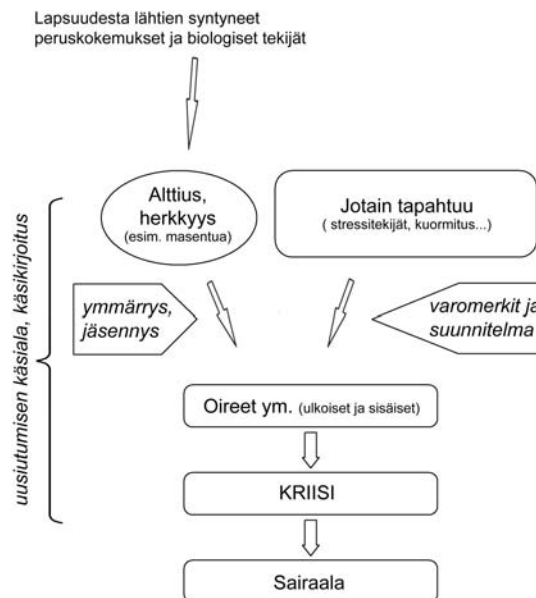 Lapsuudesta lähtien syntyneet
peruskokemukset ja biologiset tekijät
Alttius,
herkkyys
(esim. masentua)
Jotain tapahtuu
( stressitekijät, kuormitus...)
uusiutumisen käsiala, käsikirjoitus
ymmärrys,
jäsennys
varomerkit ja
suunnitelma
Oireet ym. (ulkoiset ja sisäiset)
KRIISI
Sairaala